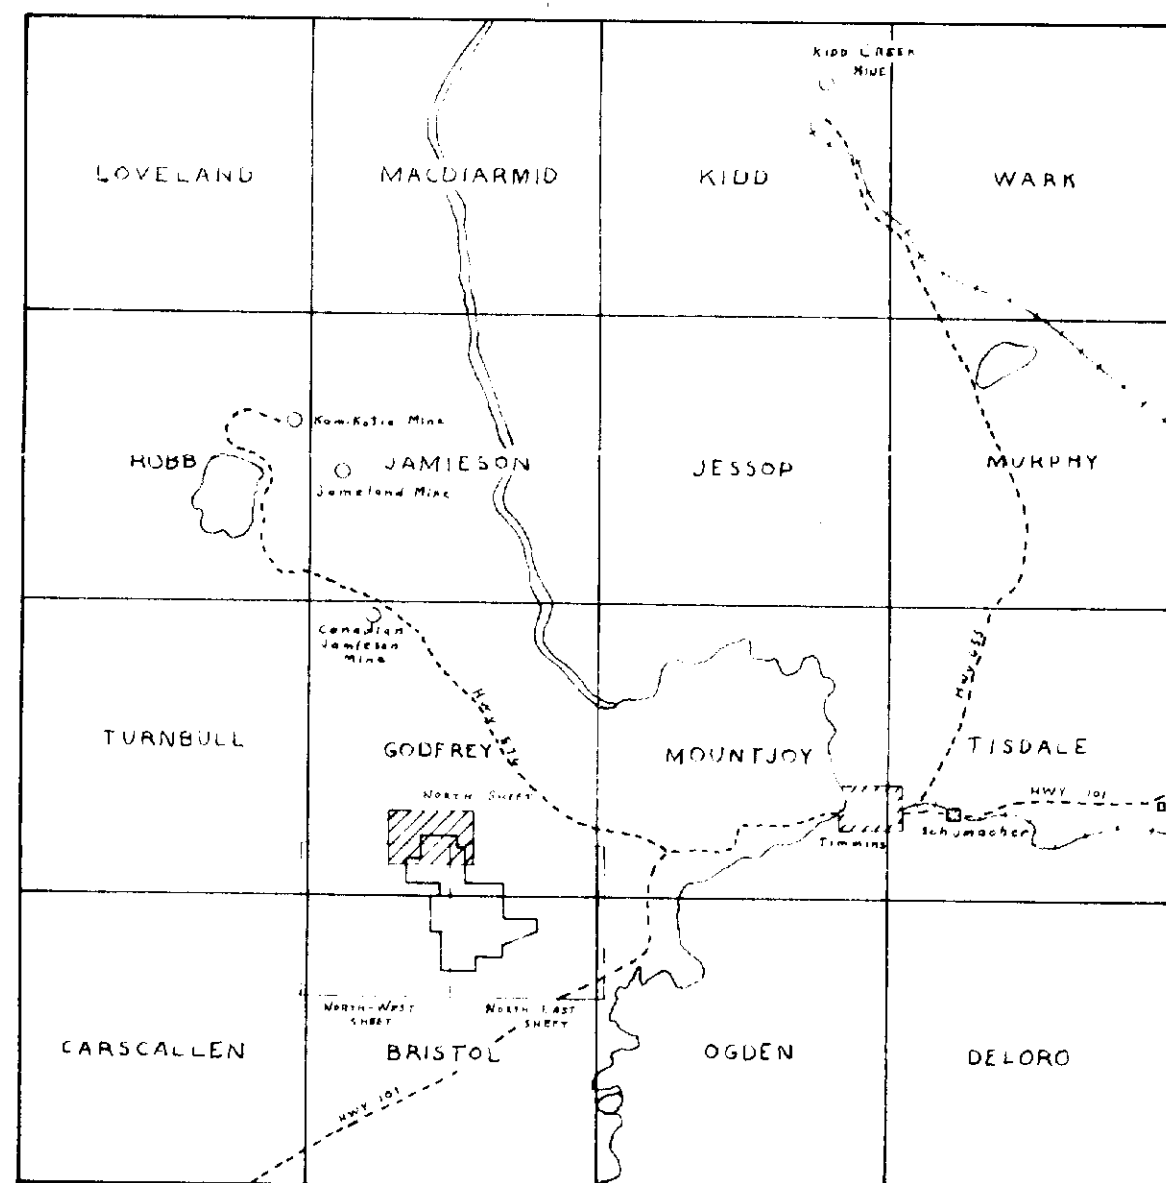 KIDD CREEK
MINE
LOVELAND
MACDIARMID
KIDD
WARK
Kam-Kotia Mine
ROBB
JAMIESON
JESSOP
MURPHY
Jameland Mine
Canadian
Jamieson
Mine
HWY 655
TURNBULL
GODFREY
MOUNTJOY
TISDALE
NORTH SHEET
HWY 101
Timmins
Schumacher
NORTH-WEST
SHEET
NORTH EAST
SHEET
CARSCALLEN
BRISTOL
OGDEN
DELORO
HWY 101